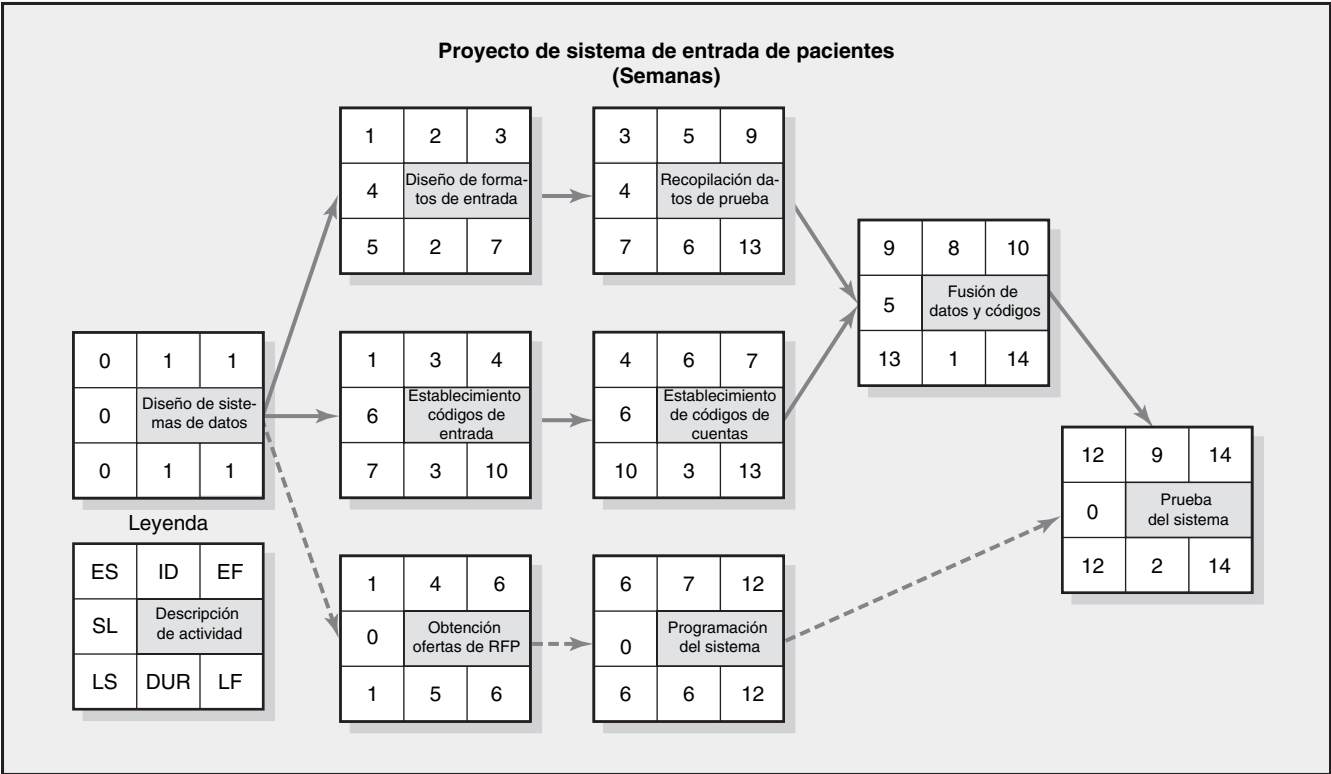 Proyecto de sistema de entrada de pacientes
(Semanas)
1 2 3
4 Diseño de forma-
tos de entrada
5 2 7
3 5 9
4 Recopilación da-
tos de prueba
7 6 13
9 8 10
5 Fusión de
datos y códigos
13 1 14
0 1 1
0 Diseño de siste-
mas de datos
0 1 1
1 3 4
6 Establecimiento
códigos de
entrada
7 3 10
4 6 7
6 Establecimiento
de códigos de
cuentas
10 3 13
12 9 14
0 Prueba
del sistema
12 2 14
Leyenda
ES ID EF
SL Descripción
de actividad
LS DUR LF
1 4 6
0 Obtención
ofertas de RFP
1 5 6
6 7 12
0 Programación
del sistema
6 6 12